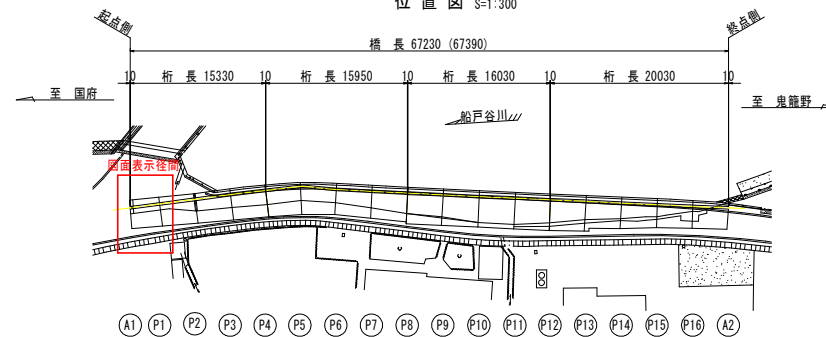 位 置 図 S=1:300
起点側
終点側
橋 長 67230 (67390)
10 桁 長 15330 10 桁 長 15950 10 桁 長 16030 10 桁 長 20030 10
至 国府
船戸谷川
至 鬼籠野
図面表示径間
A1 P1 P2 P3 P4 P5 P6 P7 P8 P9 P10 P11 P12 P13 P14 P15 P16 A2